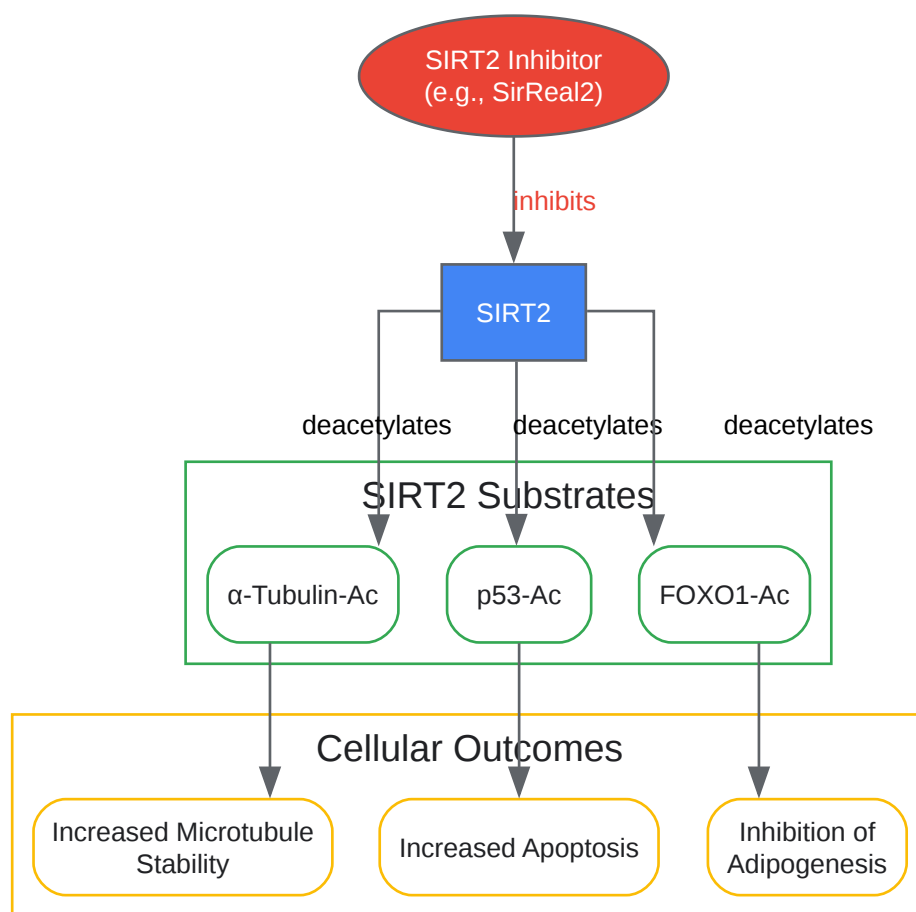 SIRT2 Inhibitor
(e.g., SirReal2)
inhibits
SIRT2
deacetylates
deacetylates
deacetylates
SIRT2 Substrates
α-Tubulin-Ac
p53-Ac
FOXO1-Ac
Cellular Outcomes
Increased Microtubule
Stability
Increased Apoptosis
Inhibition of
Adipogenesis